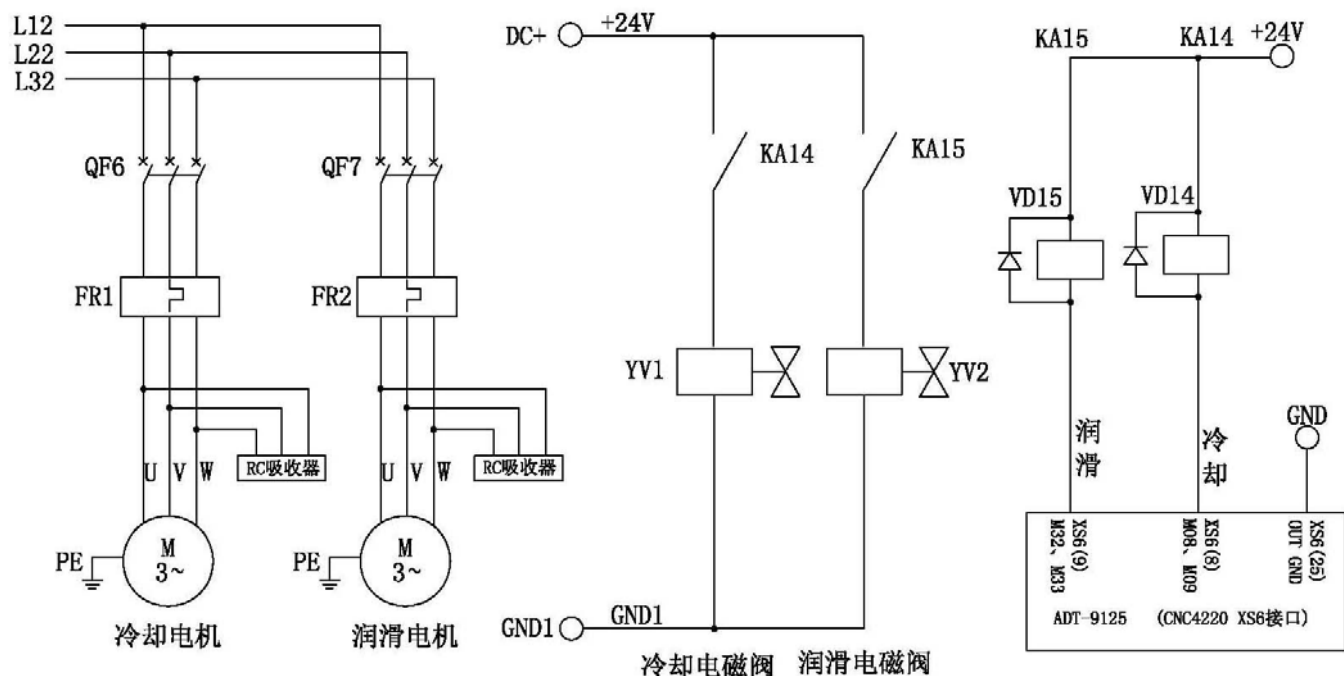 L12
L22
L32
QF6
QF7
FR1
FR2
U V W
RC吸收器
U V W
RC吸收器
M
3~
PE
M
3~
PE
冷却电机
润滑电机
DC+
+24V
KA14
KA15
YV1
YV2
GND1
GND1
冷却电磁阀
润滑电磁阀
KA15
KA14
+24V
VD15
VD14
润滑
冷却
GND
XS6(9)
M32、M33
XS6(8)
M08、M09
XS6(25)
OUT GND
ADT-9125 (CNC4220 XS6接口)